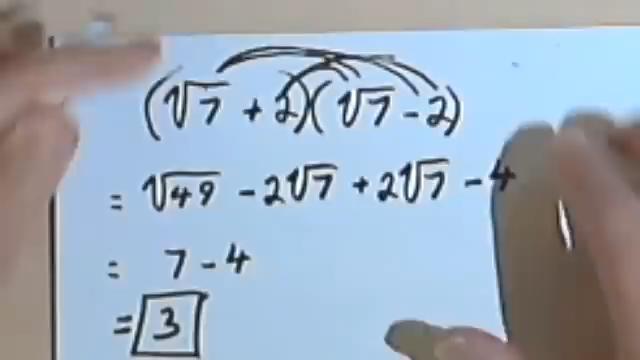 (√7 + 2)(√7 - 2)
= √49 - 2√7 + 2√7 - 4
= 7 - 4
= 3